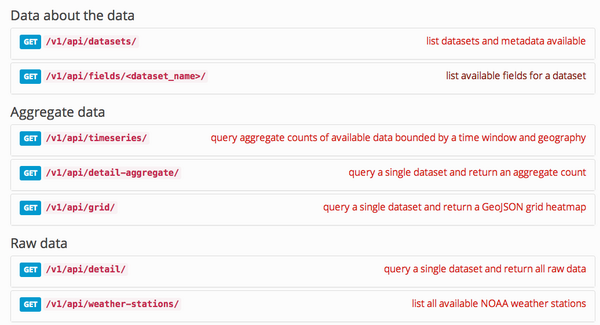 Data about the data
GET /v1/api/datasets/ list datasets and metadata available
GET /v1/api/fields/<dataset_name>/ list available fields for a dataset
Aggregate data
GET /v1/api/timeseries/ query aggregate counts of available data bounded by a time window and geography
GET /v1/api/detail-aggregate/ query a single dataset and return an aggregate count
GET /v1/api/grid/ query a single dataset and return a GeoJSON grid heatmap
Raw data
GET /v1/api/detail/ query a single dataset and return all raw data
GET /v1/api/weather-stations/ list all available NOAA weather stations